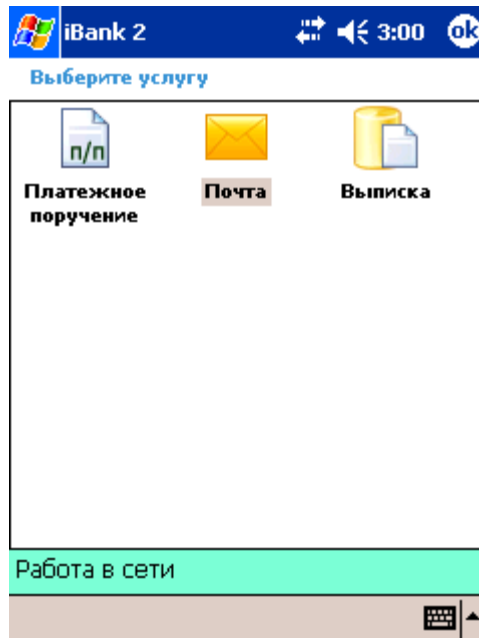 iBank 2 3:00 ok
Выберите услугу
п/п
Платежное Почта Выписка
поручение
Работа в сети